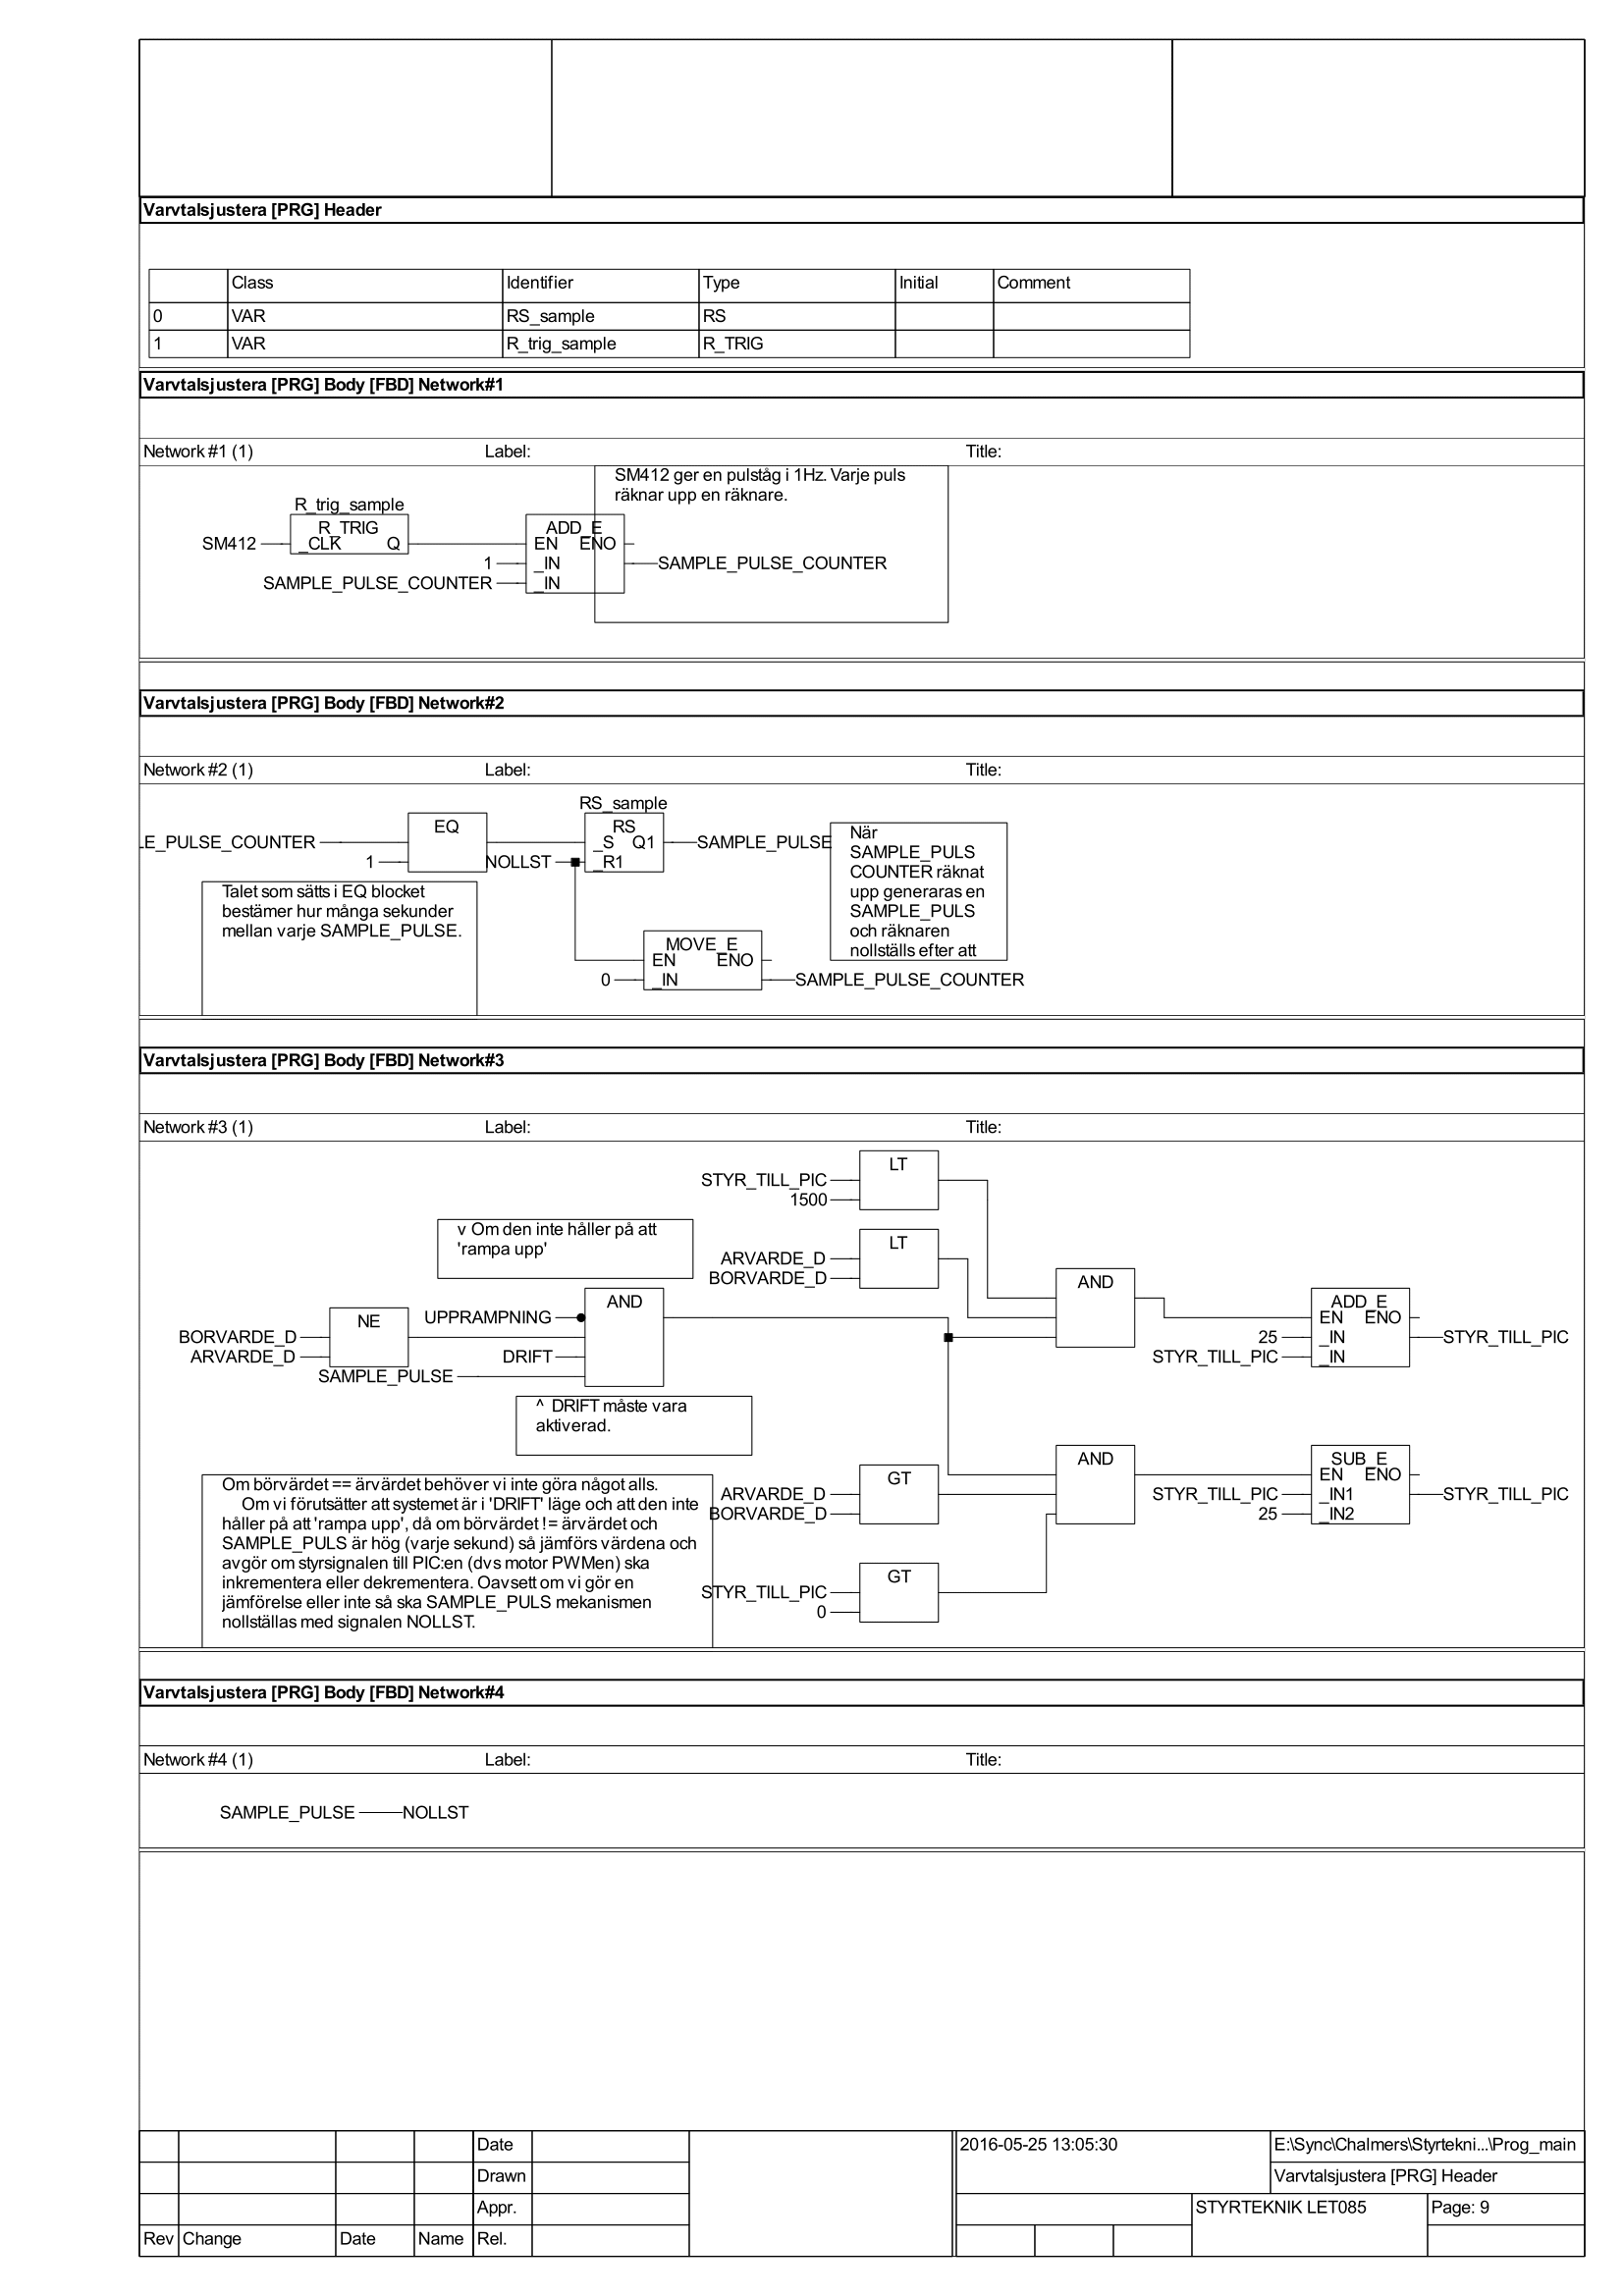 Varvtalsjustera [PRG] Header
Class Identifier Type Initial Comment
0 VAR RS_sample RS
1 VAR R_trig_sample R_TRIG
Varvtalsjustera [PRG] Body [FBD] Network#1
Network #1 (1) Label: Title:
SM412 ger en pulståg i 1Hz. Varje puls
räknar upp en räknare.
R_trig_sample
R_TRIG ADD_E
SM412 _CLK Q EN ENO
1 _IN SAMPLE_PULSE_COUNTER
SAMPLE_PULSE_COUNTER _IN
Varvtalsjustera [PRG] Body [FBD] Network#2
Network #2 (1) Label: Title:
RS_sample
EQ RS
LE_PULSE_COUNTER _S Q1 SAMPLE_PULSE
1 NOLLST _R1
När
SAMPLE_PULS
COUNTER räknat
upp generaras en
SAMPLE_PULS
och räknaren
nollställs efter att
Talet som sätts i EQ blocket
bestämer hur många sekunder
mellan varje SAMPLE_PULSE.
MOVE_E
EN ENO
0 _IN SAMPLE_PULSE_COUNTER
Varvtalsjustera [PRG] Body [FBD] Network#3
Network #3 (1) Label: Title:
LT
STYR_TILL_PIC
1500
v Om den inte håller på att
'rampa upp'
LT
ARVARDE_D
BORVARDE_D
AND
AND
ADD_E
UPPRAMPNING
EN ENO
NE
BORVARDE_D
25 _IN STYR_TILL_PIC
ARVARDE_D
DRIFT
STYR_TILL_PIC _IN
SAMPLE_PULSE
^ DRIFT måste vara
aktiverad.
AND
SUB_E
GT
EN ENO
ARVARDE_D
STYR_TILL_PIC _IN1 STYR_TILL_PIC
BORVARDE_D
25 _IN2
Om börvärdet == ärvärdet behöver vi inte göra något alls.
Om vi förutsätter att systemet är i 'DRIFT' läge och att den inte
håller på att 'rampa upp', då om börvärdet != ärvärdet och
SAMPLE_PULS är hög (varje sekund) så jämförs värdena och
avgör om styrsignalen till PIC:en (dvs motor PWMen) ska
inkrementera eller dekrementera. Oavsett om vi gör en
jämförelse eller inte så ska SAMPLE_PULS mekanismen
nollställas med signalen NOLLST.
GT
STYR_TILL_PIC
0
Varvtalsjustera [PRG] Body [FBD] Network#4
Network #4 (1) Label: Title:
SAMPLE_PULSE NOLLST
Date 2016-05-25 13:05:30 E:\Sync\Chalmers\Styrtekni...\Prog_main
Drawn Varvtalsjustera [PRG] Header
Appr. STYRTEKNIK LET085 Page: 9
Rev Change Date Name Rel.